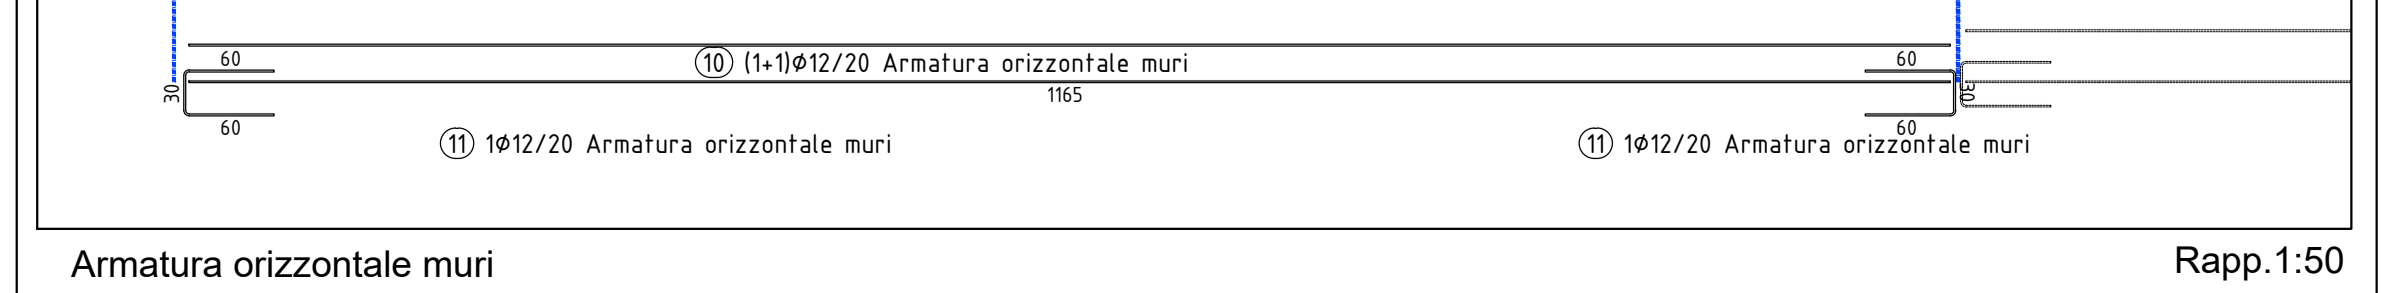 60
⑩ (1+1)Ø12/20 Armatura orizzontale muri
60
30
1165
30
60
60
⑪ 1Ø12/20 Armatura orizzontale muri
⑪ 1Ø12/20 Armatura orizzontale muri
Armatura orizzontale muri
Rapp.1:50